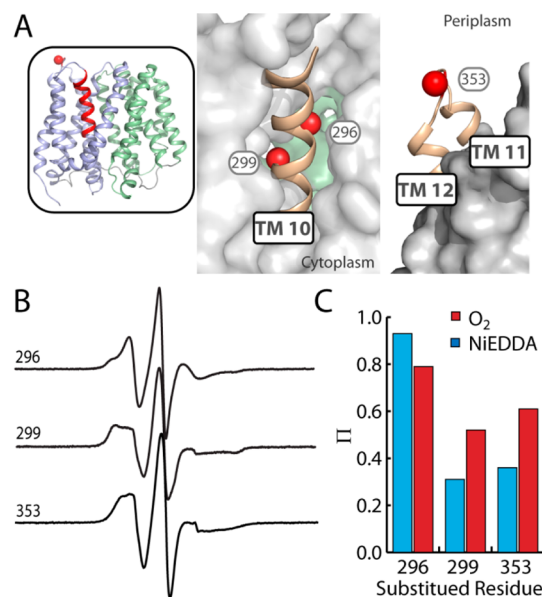 A
Periplasm
296
299
TM 10
Cytoplasm
353
TM 11
TM 12
B
296
299
353
C
O2
NiEDDA
Π
1.0
0.8
0.6
0.4
0.2
0.0
296 299 353
Substitued Residue